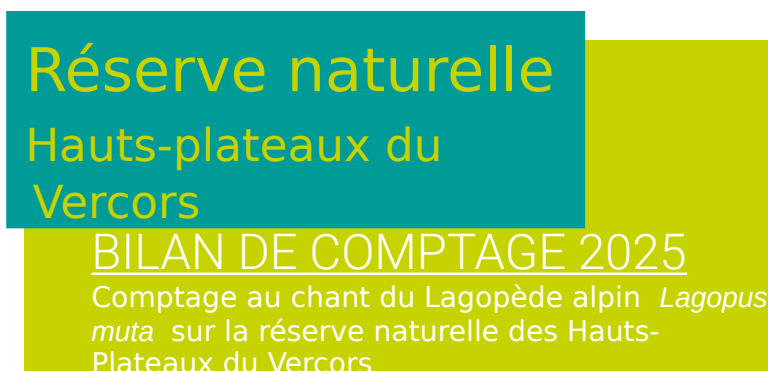 Réserve naturelle
Hauts-plateaux du
Vercors
BILAN DE COMPTAGE 2025
Comptage au chant du Lagopède alpin Lagopus
muta sur la réserve naturelle des Hauts-
Plateaux du Vercors